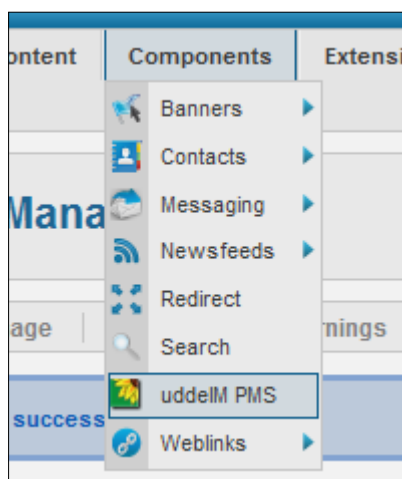 ontent Components Extensi
Banners
Contacts
Mana
Messaging
Newsfeeds
Redirect
age rnings
Search
uddeIM PMS
success
Weblinks